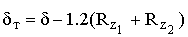 δ_T = δ − 1.2(R_{Z_1} + R_{Z_2})